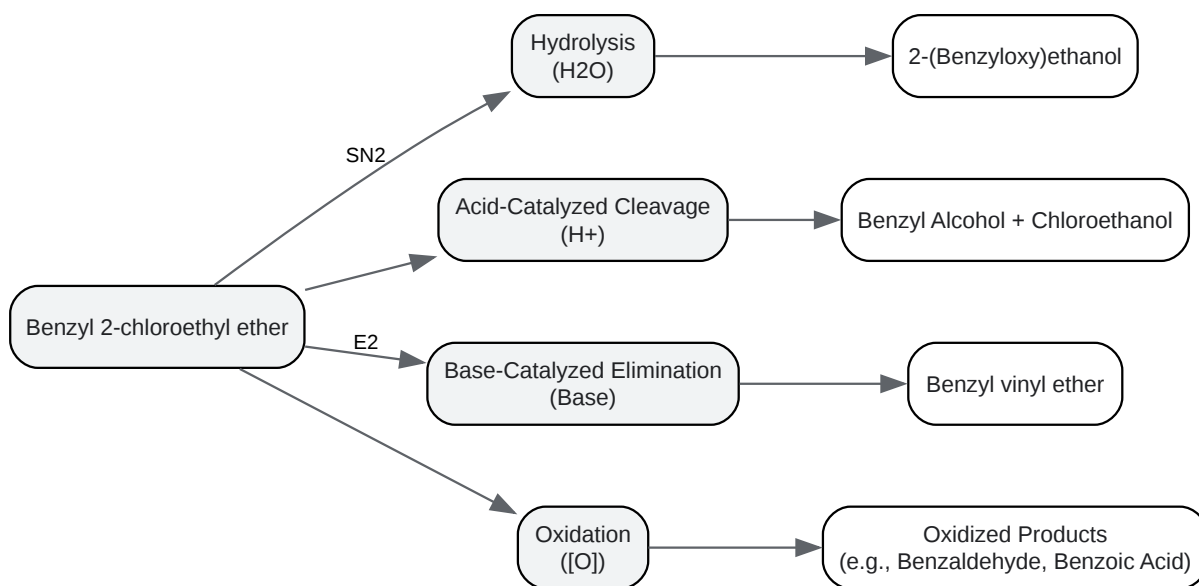 Hydrolysis
(H2O)
2-(Benzyloxy)ethanol
SN2
Acid-Catalyzed Cleavage
(H+)
Benzyl Alcohol + Chloroethanol
Benzyl 2-chloroethyl ether
E2
Base-Catalyzed Elimination
(Base)
Benzyl vinyl ether
Oxidation
([O])
Oxidized Products
(e.g., Benzaldehyde, Benzoic Acid)